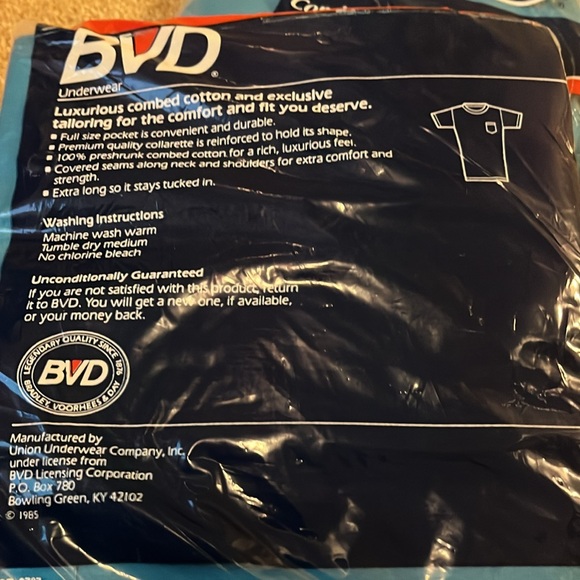 BVD®
Underwear
Luxurious combed cotton and exclusive
tailoring for the comfort and fit you deserve.
▪ Full size pocket is convenient and durable.
▪ Premium quality collarette is reinforced to hold its shape.
▪ 100% preshrunk combed cotton for a rich, luxurious feel.
▪ Covered seams along neck and shoulders for extra comfort and
strength.
▪ Extra long so it stays tucked in.
Washing Instructions
Machine wash warm
Tumble dry medium
No chlorine bleach
Unconditionally Guaranteed
If you are not satisfied with this product, return
it to BVD. You will get a new one, if available,
or your money back.
LEGENDARY QUALITY SINCE 1876
BVD
BRADLEY, VOORHEES & DAY
Manufactured by
Union Underwear Company, Inc.
under license from
BVD Licensing Corporation
P.O. Box 780
Bowling Green, KY 42102
© 1985